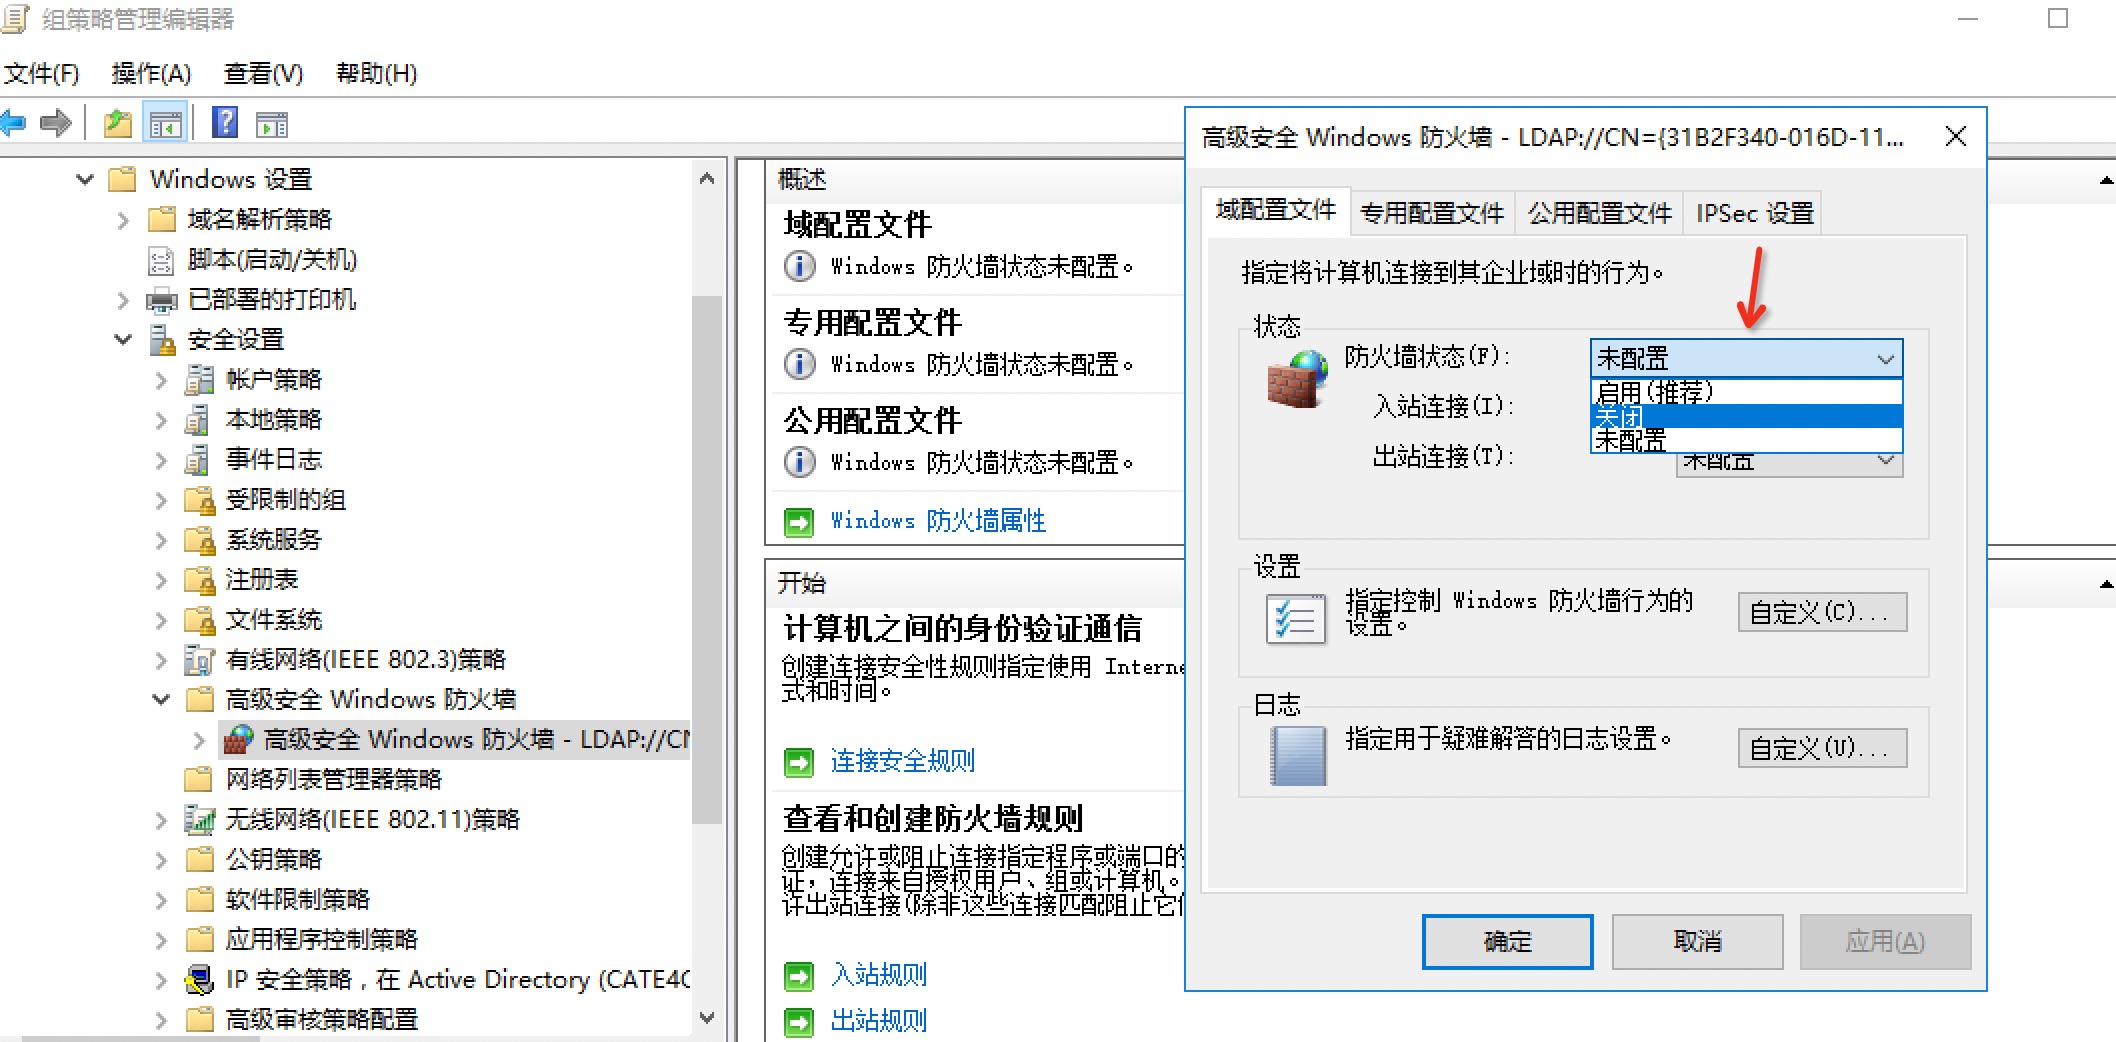 组策略管理编辑器
文件(F) 操作(A) 查看(V) 帮助(H)
Windows 设置
域名解析策略
脚本(启动/关机)
已部署的打印机
安全设置
帐户策略
本地策略
事件日志
受限制的组
系统服务
注册表
文件系统
有线网络(IEEE 802.3)策略
高级安全 Windows 防火墙
高级安全 Windows 防火墙 - LDAP://CN
网络列表管理器策略
无线网络(IEEE 802.11)策略
公钥策略
软件限制策略
应用程序控制策略
IP 安全策略，在 Active Directory (CATE4C
高级审核策略配置
概述
域配置文件
Windows 防火墙状态未配置。
专用配置文件
Windows 防火墙状态未配置。
公用配置文件
Windows 防火墙状态未配置。
Windows 防火墙属性
开始
计算机之间的身份验证通信
创建连接安全性规则指定使用 Interne
式和时间。
连接安全规则
查看和创建防火墙规则
创建允许或阻止连接指定程序或端口的
证，连接来自授权用户、组或计算机。
许出站连接(除非这些连接匹配阻止它们
入站规则
出站规则
高级安全 Windows 防火墙 - LDAP://CN={31B2F340-016D-11...
域配置文件 专用配置文件 公用配置文件 IPSec 设置
指定将计算机连接到其企业域时的行为。
状态
防火墙状态(F): 未配置
启用(推荐)
关闭
未配置
入站连接(I):
出站连接(T): 未配置
设置
指定控制 Windows 防火墙行为的
设置。
自定义(C)...
日志
指定用于疑难解答的日志设置。
自定义(U)...
确定 取消 应用(A)